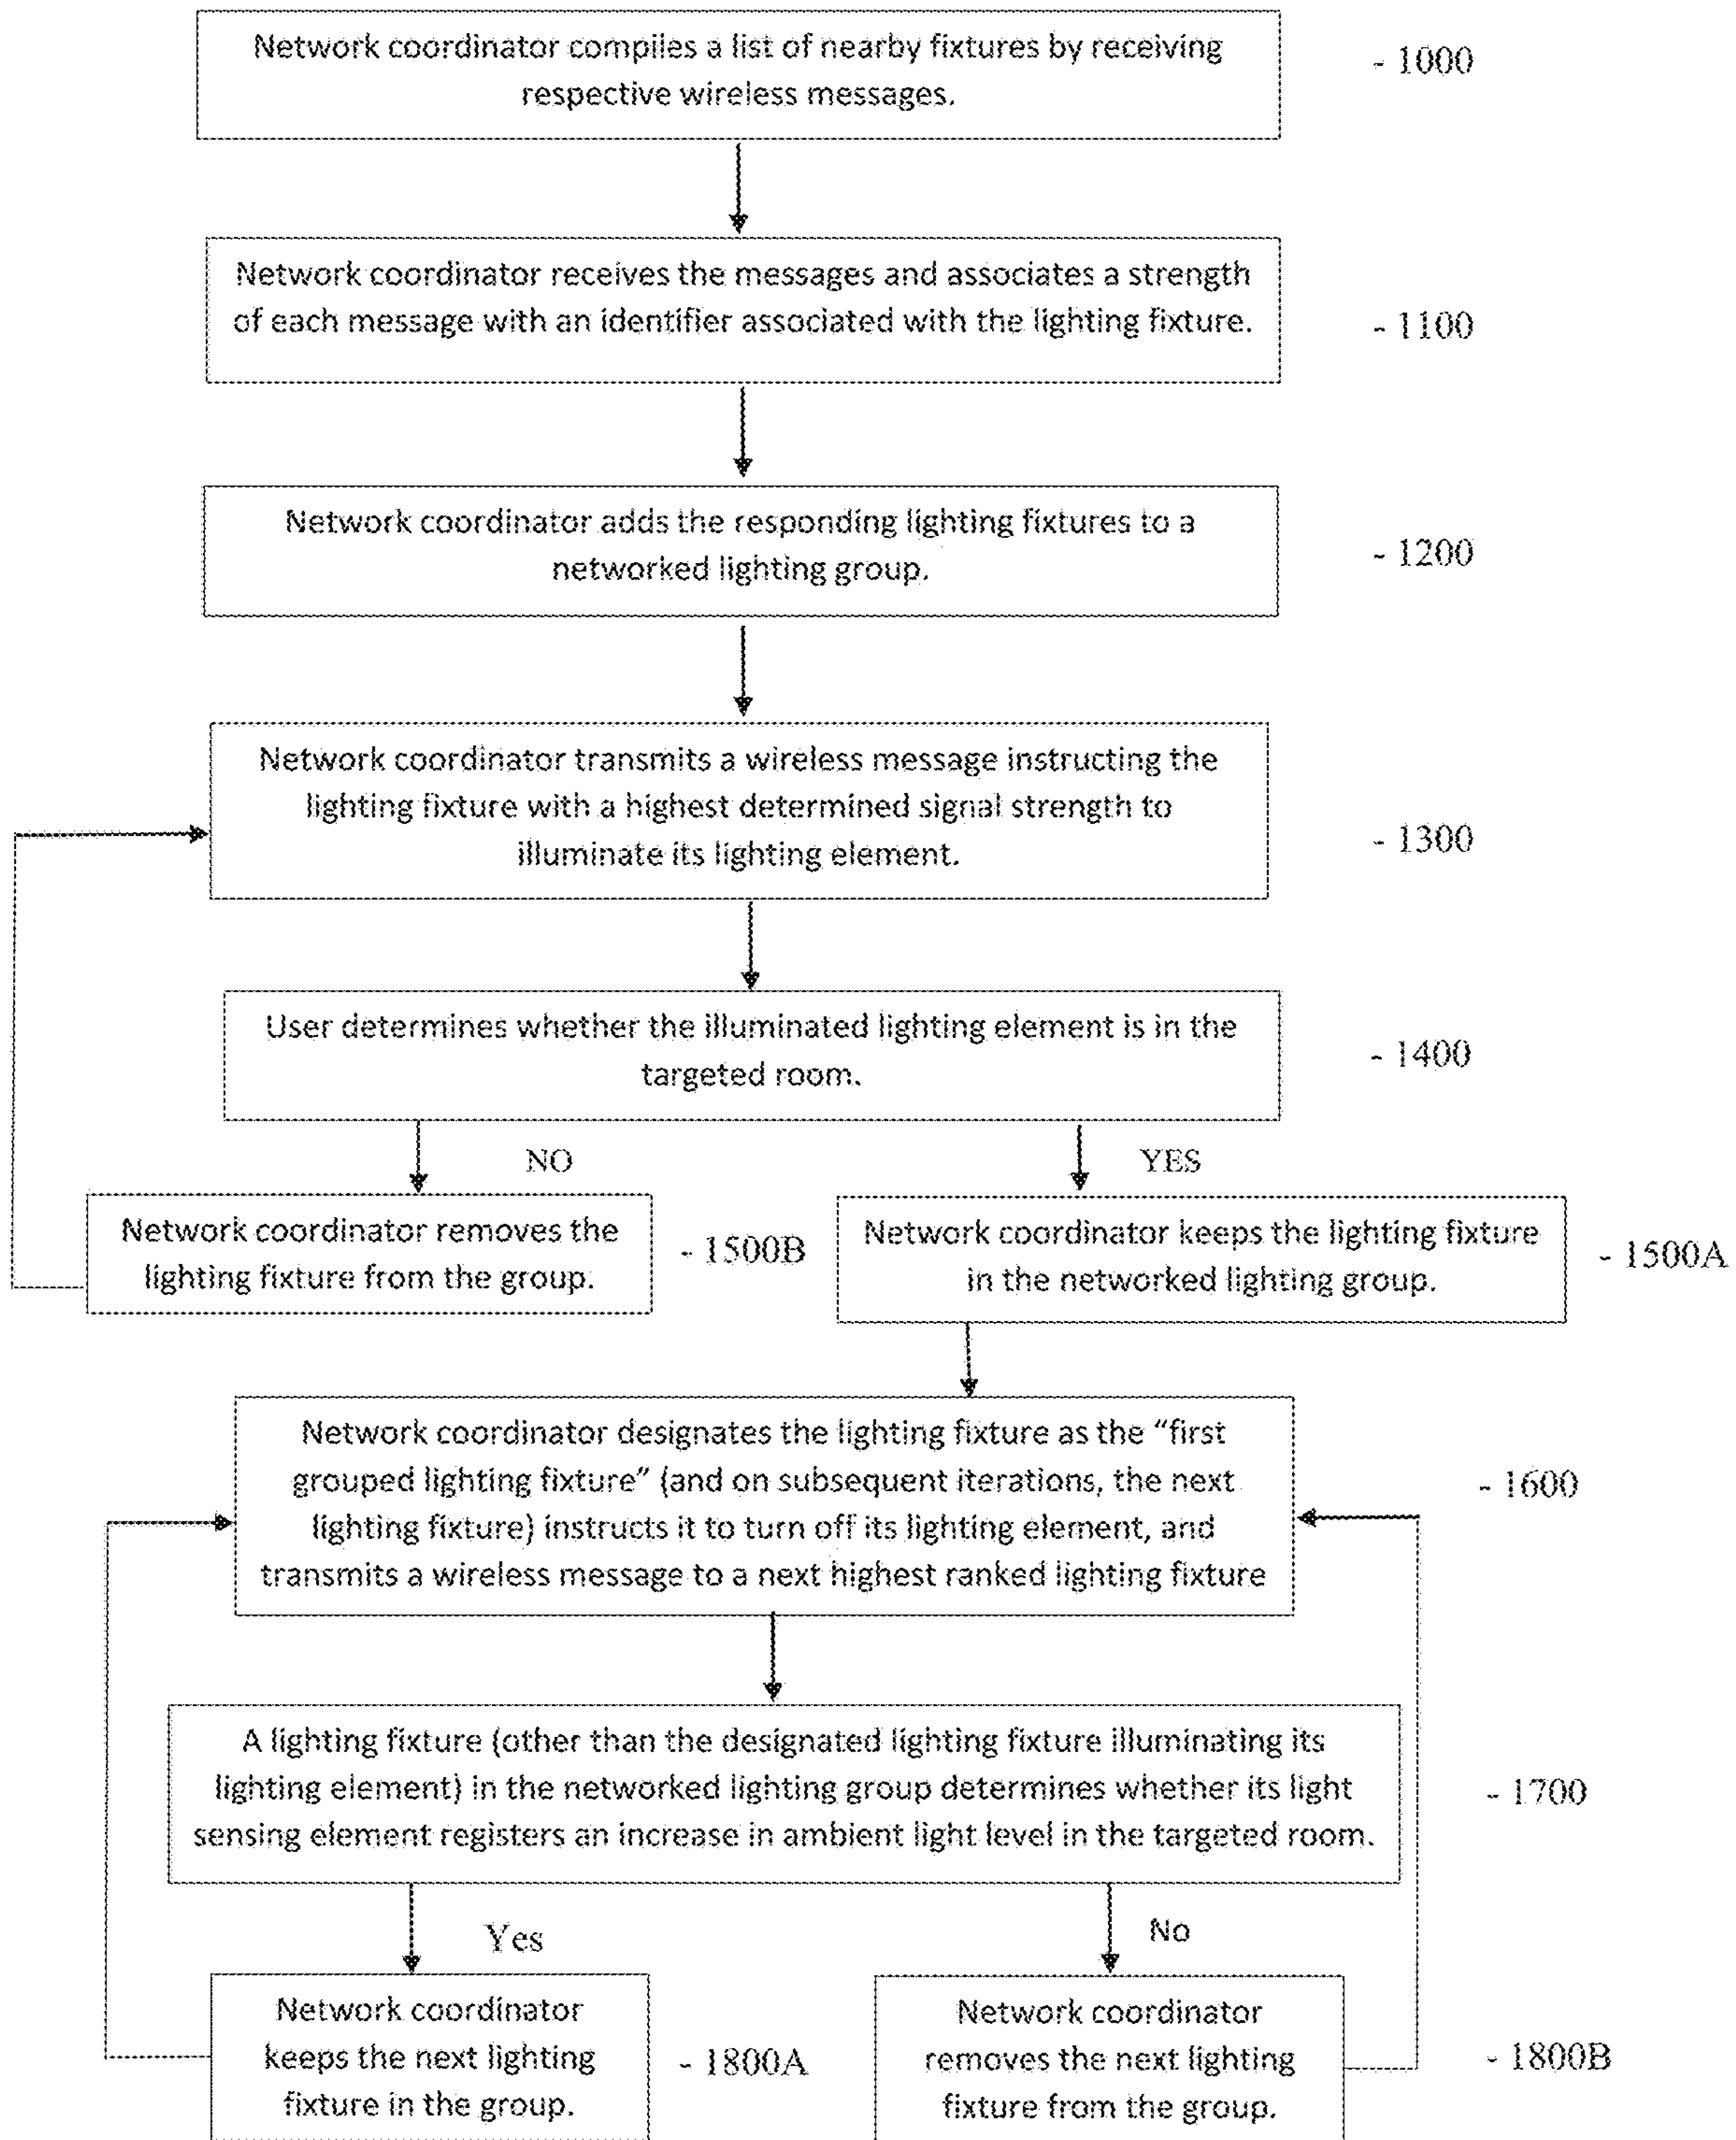 Network coordinator compiles a list of nearby fixtures by receiving
respective wireless messages.
- 1000
Network coordinator receives the messages and associates a strength
of each message with an identifier associated with the lighting fixture.
- 1100
Network coordinator adds the responding lighting fixtures to a
networked lighting group.
- 1200
Network coordinator transmits a wireless message instructing the
lighting fixture with a highest determined signal strength to
illuminate its lighting element.
- 1300
User determines whether the illuminated lighting element is in the
targeted room.
- 1400
NO
YES
Network coordinator removes the
lighting fixture from the group.
- 1500B
Network coordinator keeps the lighting fixture
in the networked lighting group.
- 1500A
Network coordinator designates the lighting fixture as the “first
grouped lighting fixture” (and on subsequent iterations, the next
lighting fixture) instructs it to turn off its lighting element, and
transmits a wireless message to a next highest ranked lighting fixture
- 1600
A lighting fixture (other than the designated lighting fixture illuminating its
lighting element) in the networked lighting group determines whether its light
sensing element registers an increase in ambient light level in the targeted room.
- 1700
Yes
No
Network coordinator
keeps the next lighting
fixture in the group.
- 1800A
Network coordinator
removes the next lighting
fixture from the group.
- 1800B